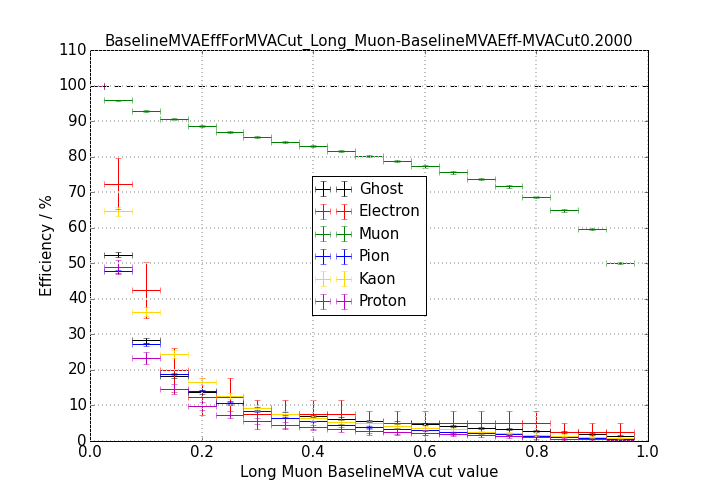 BaselineMVAEffForMVACut_Long_Muon-BaselineMVAEff-MVACut0.2000
110
100
90
80
70
60
50
40
30
20
10
0
Efficiency / %
Ghost
Electron
Muon
Pion
Kaon
Proton
0.0 0.2 0.4 0.6 0.8 1.0
Long Muon BaselineMVA cut value